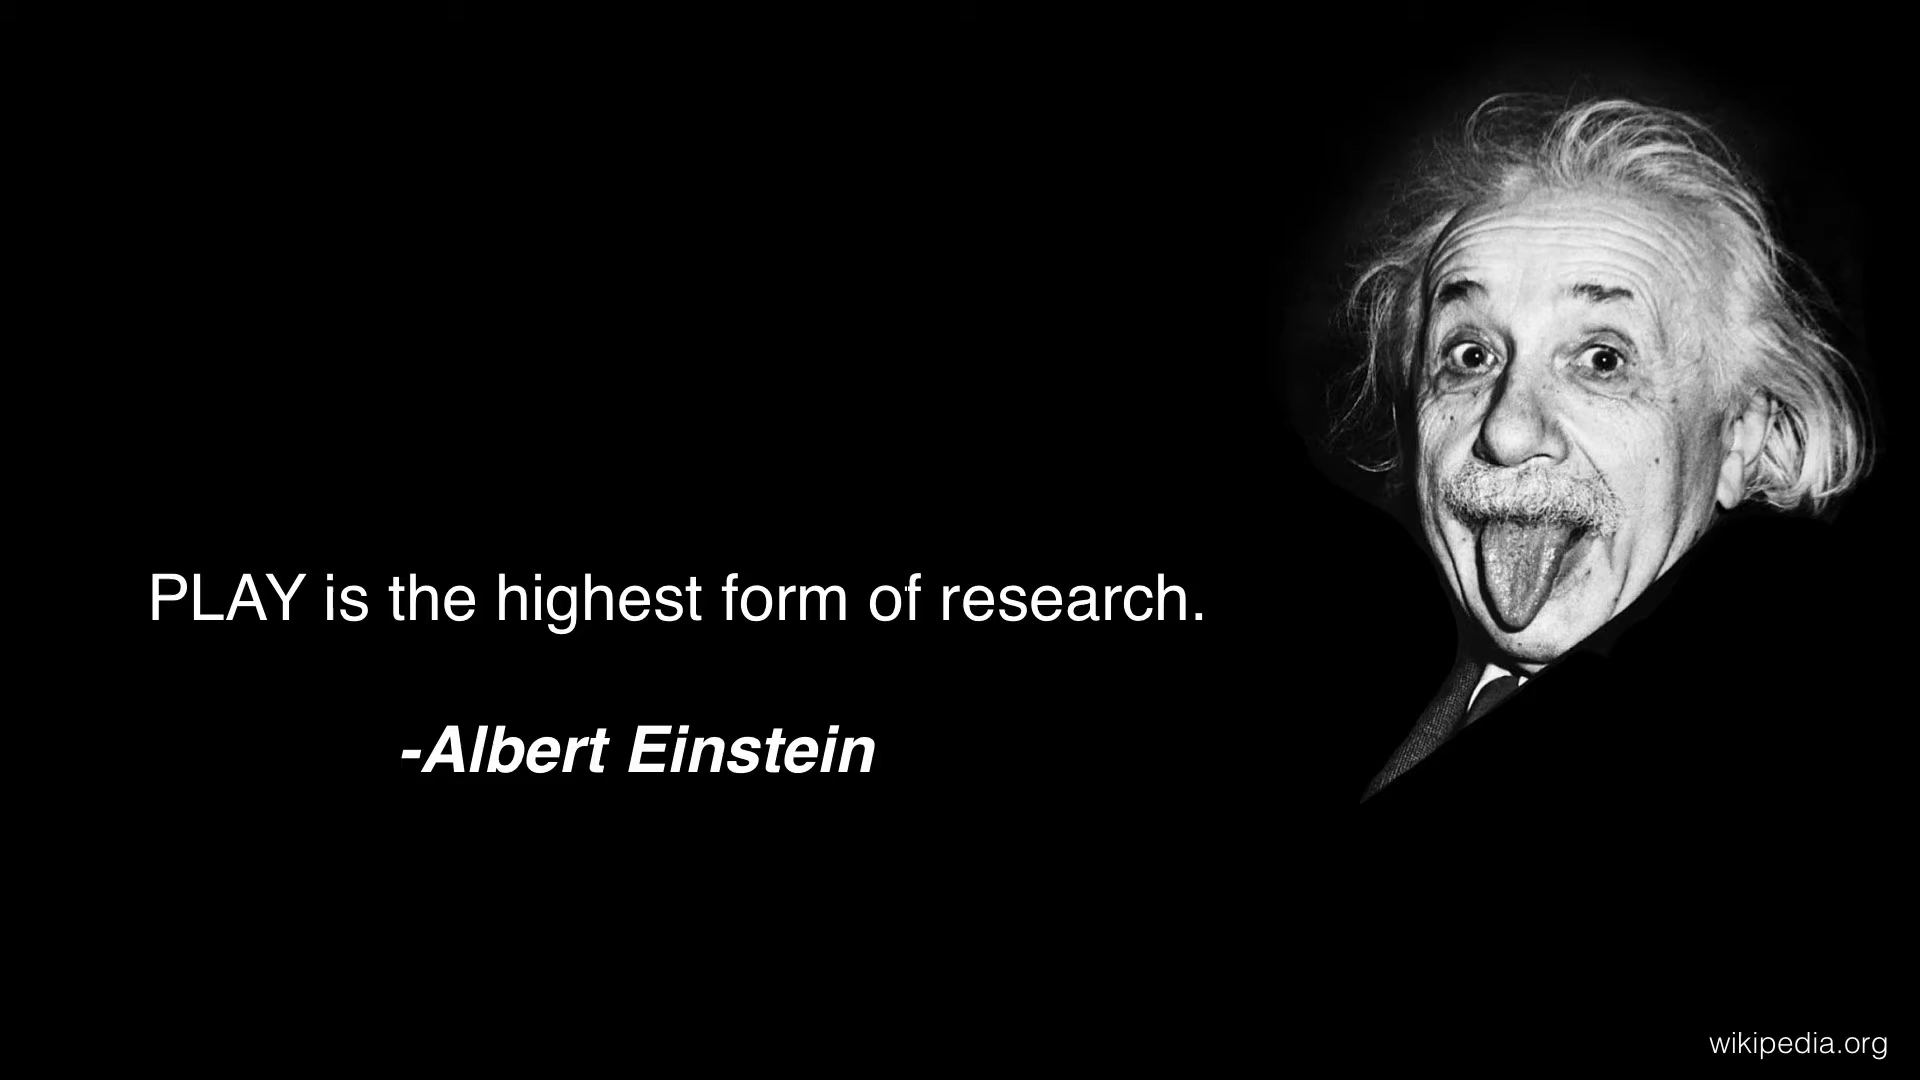 PLAY is the highest form of research.
-Albert Einstein
wikipedia.org